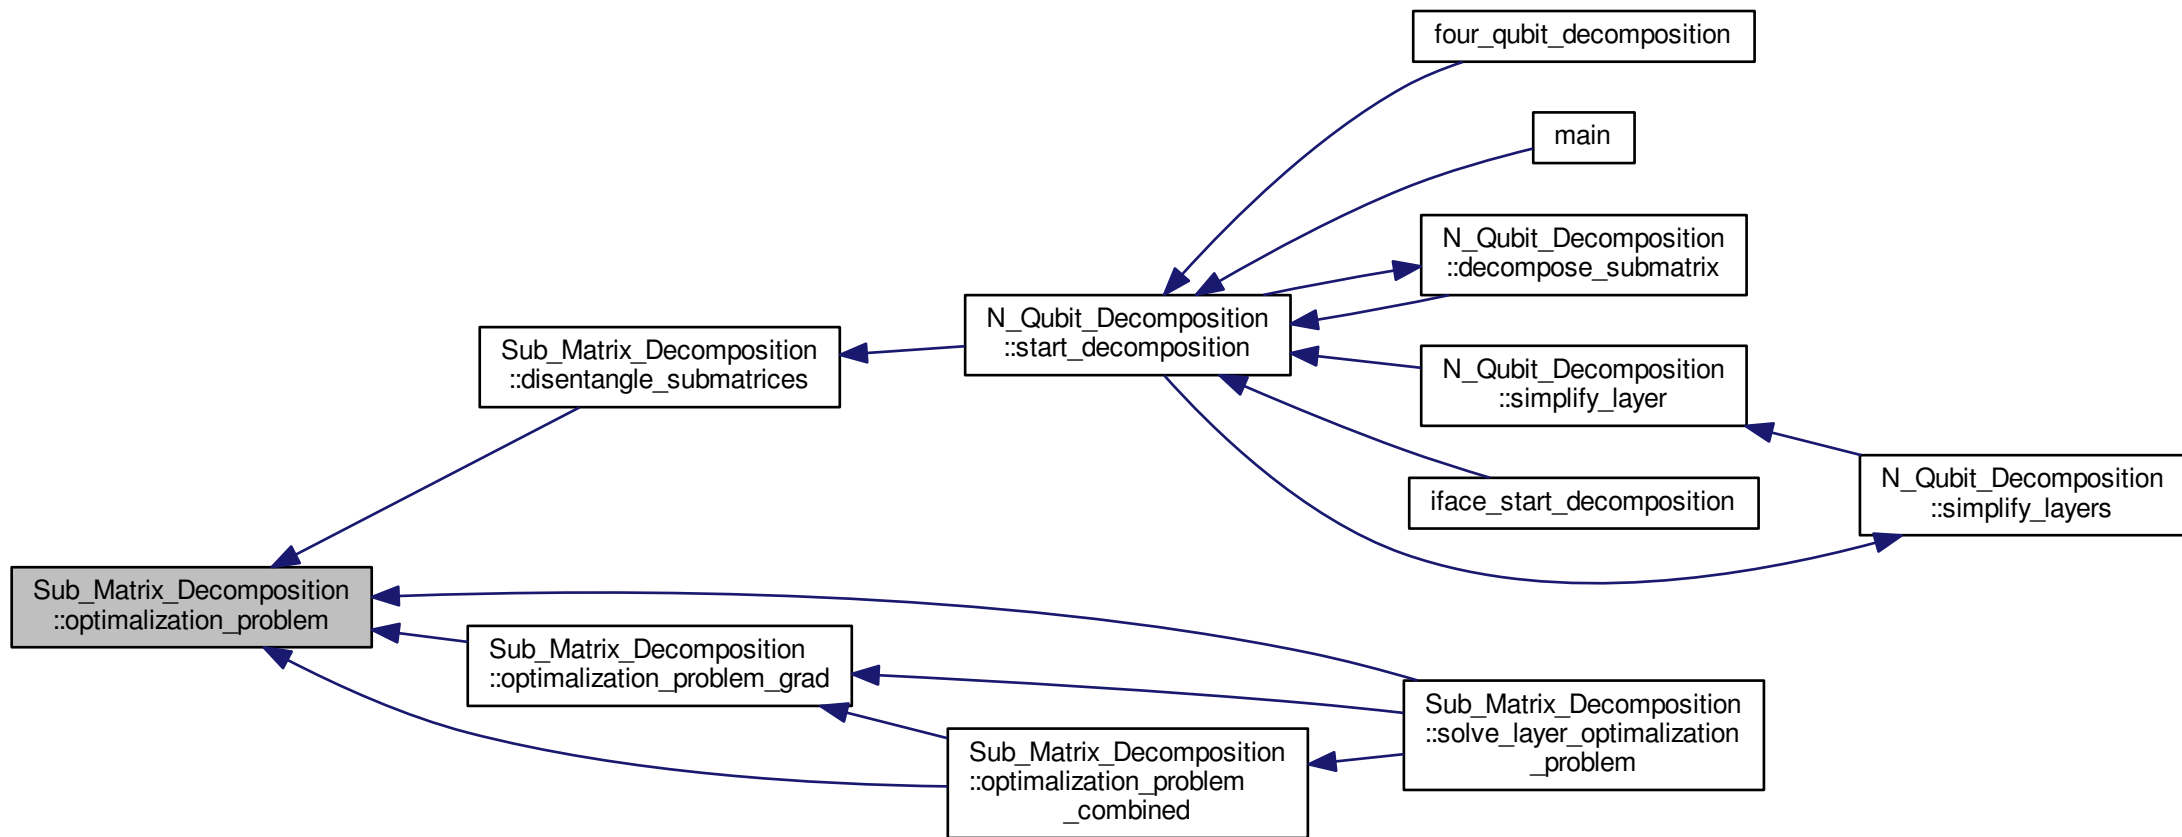 four_qubit_decomposition
main
N_Qubit_Decomposition
::decompose_submatrix
N_Qubit_Decomposition
::start_decomposition
Sub_Matrix_Decomposition
::disentangle_submatrices
N_Qubit_Decomposition
::simplify_layer
N_Qubit_Decomposition
::simplify_layers
iface_start_decomposition
Sub_Matrix_Decomposition
::optimalization_problem
Sub_Matrix_Decomposition
::optimalization_problem_grad
Sub_Matrix_Decomposition
::solve_layer_optimalization
_problem
Sub_Matrix_Decomposition
::optimalization_problem
_combined